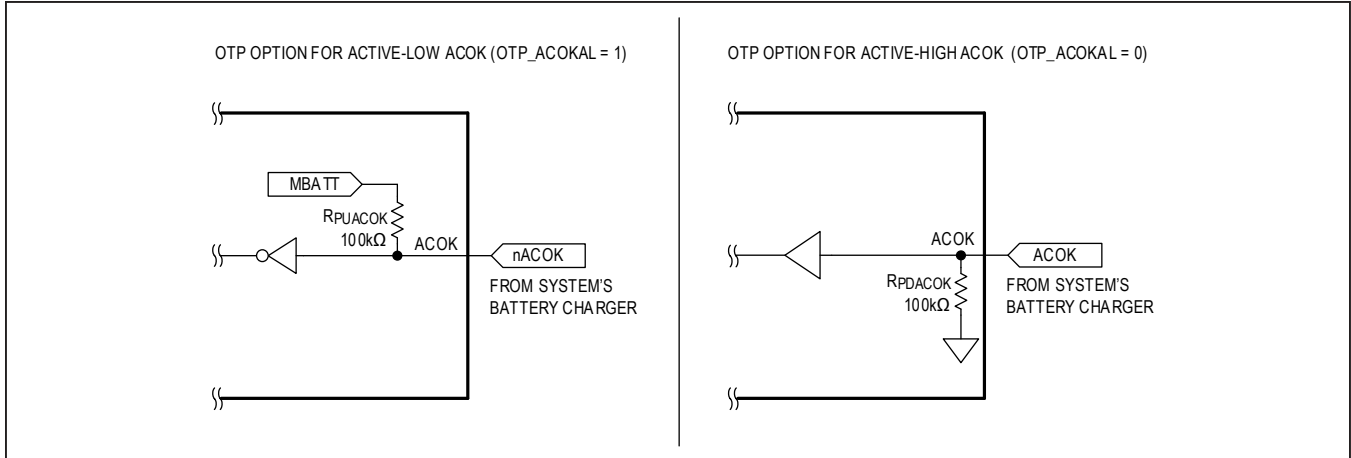 OTP OPTION FOR ACTIVE-LOW ACOK (OTP_ACOKAL = 1)
MBATT
RPUACOK
100kΩ
ACOK
nACOK
FROM SYSTEM'S
BATTERY CHARGER
OTP OPTION FOR ACTIVE-HIGH ACOK (OTP_ACOKAL = 0)
ACOK
ACOK
RPDACOK
100kΩ
FROM SYSTEM'S
BATTERY CHARGER